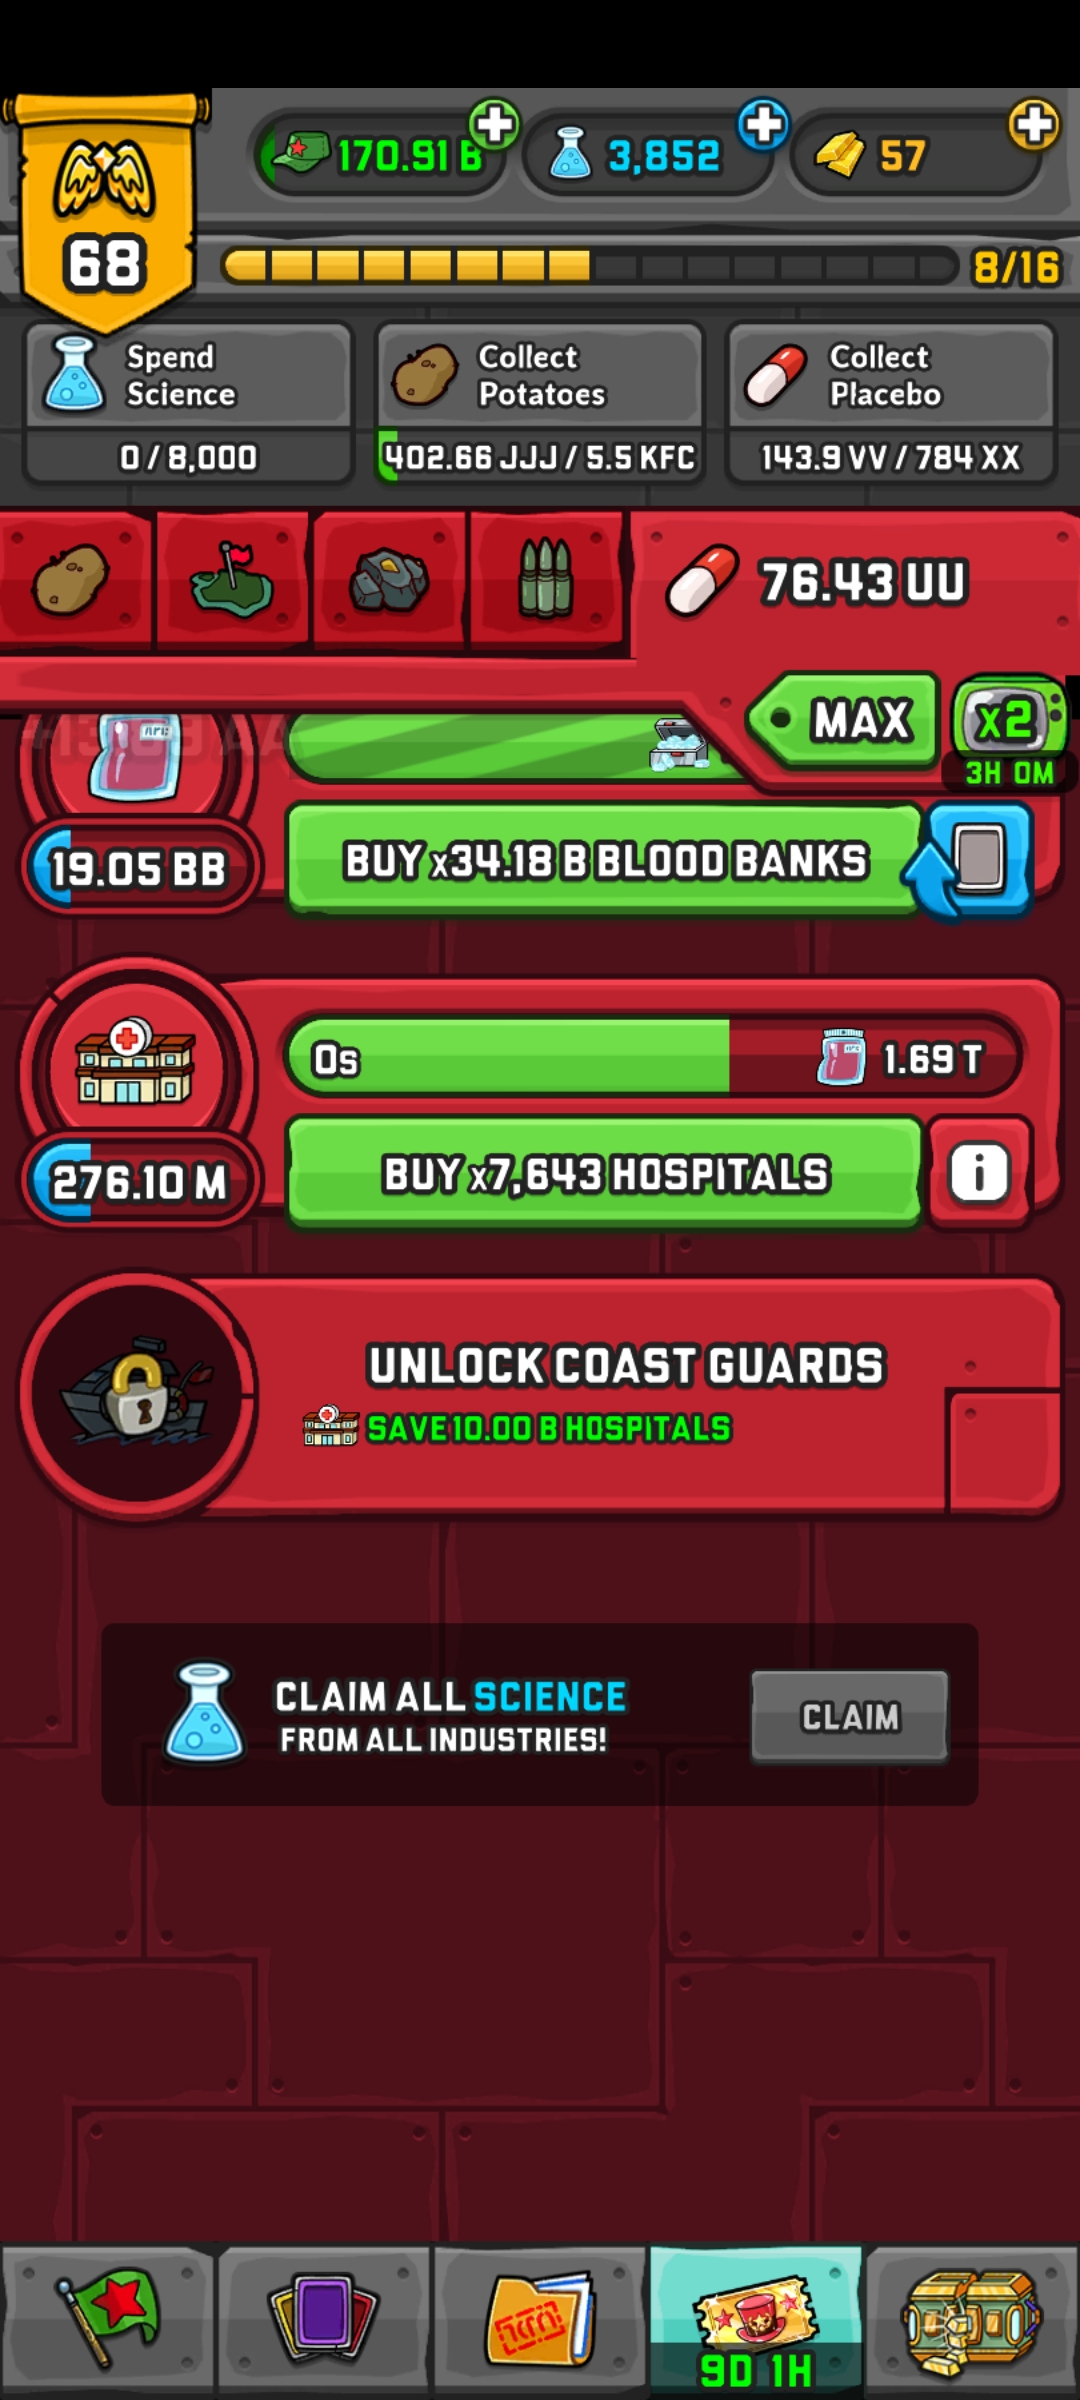 170.91 B
3,852
57
68
8/16
Spend
Science
0 / 8,000
Collect
Potatoes
402.66 JJJ / 5.5 KFC
Collect
Placebo
143.9 VV / 784 XX
76.43 UU
MAX
x2
3H 0M
19.05 BB
BUY x34.18 B BLOOD BANKS
0s
1.69 T
276.10 M
BUY x7,643 HOSPITALS
i
UNLOCK COAST GUARDS
SAVE 10.00 B HOSPITALS
CLAIM ALL SCIENCE
FROM ALL INDUSTRIES!
CLAIM
9D 1H